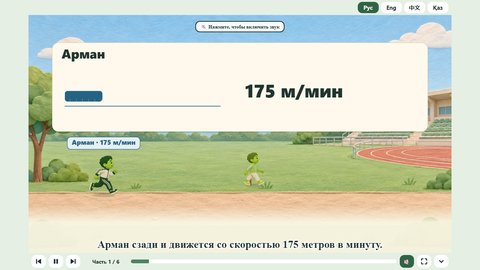 Рус Eng 中文 Қаз
Нажмите, чтобы включить звук
Арман
175 м/мин
Арман · 175 м/мин
Арман сзади и движется со скоростью 175 метров в минуту.
Часть 1 / 6